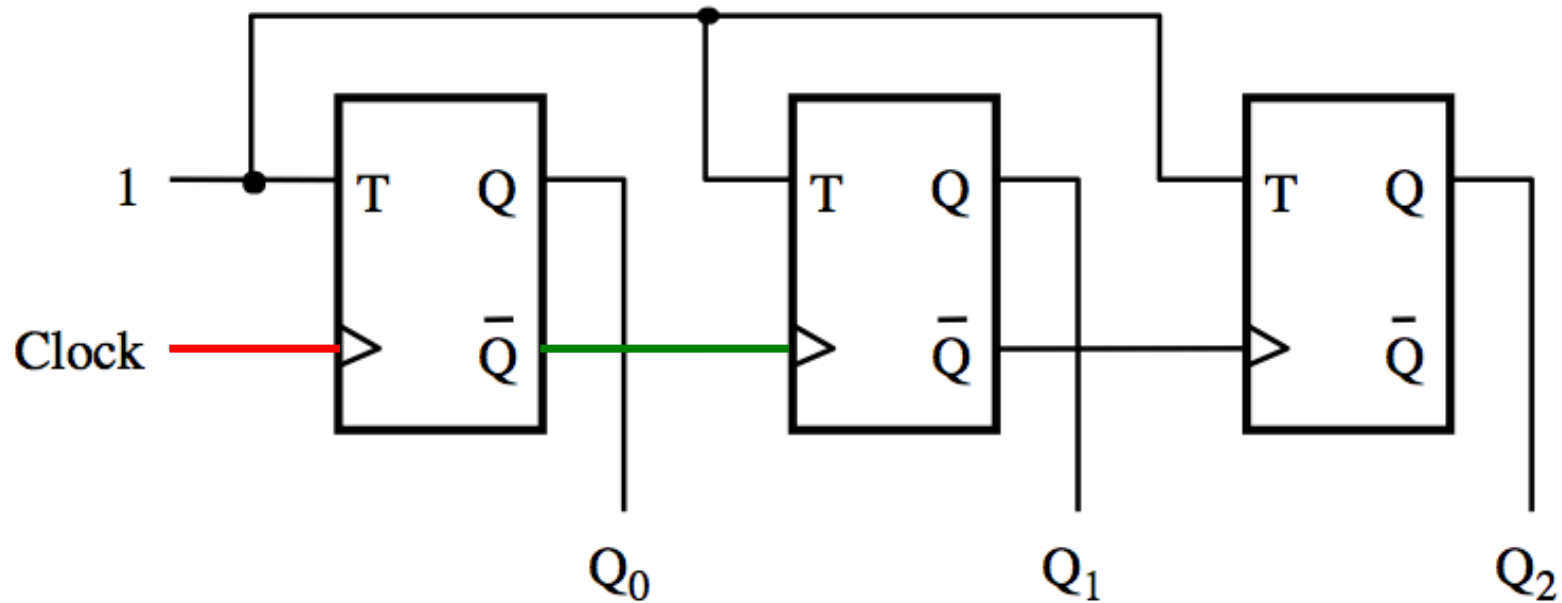 1 T Q T Q T Q
Clock Q̅ Q̅ Q̅
Q₀ Q₁ Q₂